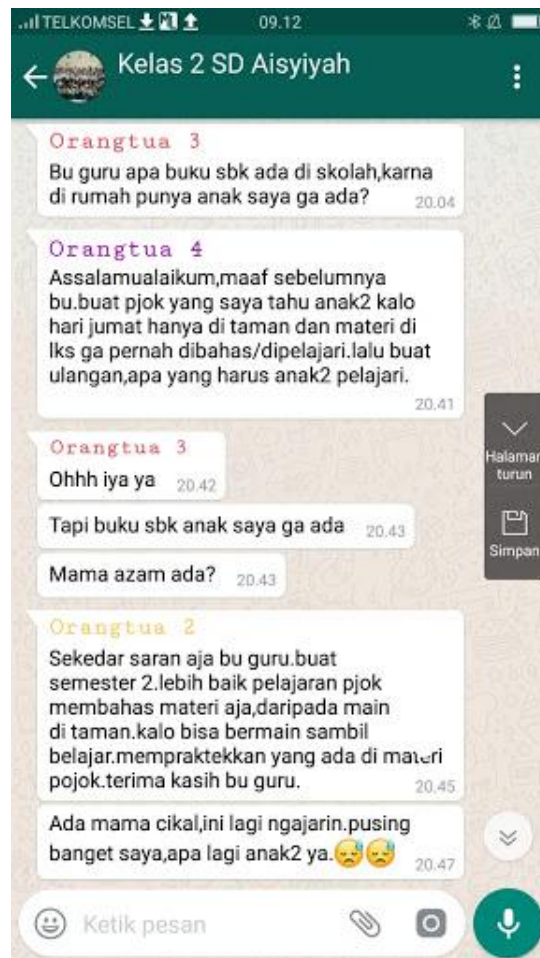 TELKOMSEL 09.12
Kelas 2 SD Aisyiyah
Orangtua 3
Bu guru apa buku sbk ada di skolah,karna
di rumah punya anak saya ga ada? 20.04
Orangtua 4
Assalamualaikum,maaf sebelumnya
bu.buat pjok yang saya tahu anak2 kalo
hari jumat hanya di taman dan materi di
lks ga pernah dibahas/dipelajari.lalu buat
ulangan,apa yang harus anak2 pelajari.
20.41
Orangtua 3
Ohhh iya ya 20.42
Tapi buku sbk anak saya ga ada 20.43
Mama azam ada? 20.43
Halaman
turun
Simpan
Orangtua 2
Sekedar saran aja bu guru.buat
semester 2.lebih baik pelajaran pjok
membahas materi aja,daripada main
di taman.kalo bisa bermain sambil
belajar.mempraktekkan yang ada di materi
pojok.terima kasih bu guru. 20.45
Ada mama cikal,ini lagi ngajarin.pusing
banget saya,apa lagi anak2 ya.😓😓 20.47
Ketik pesan